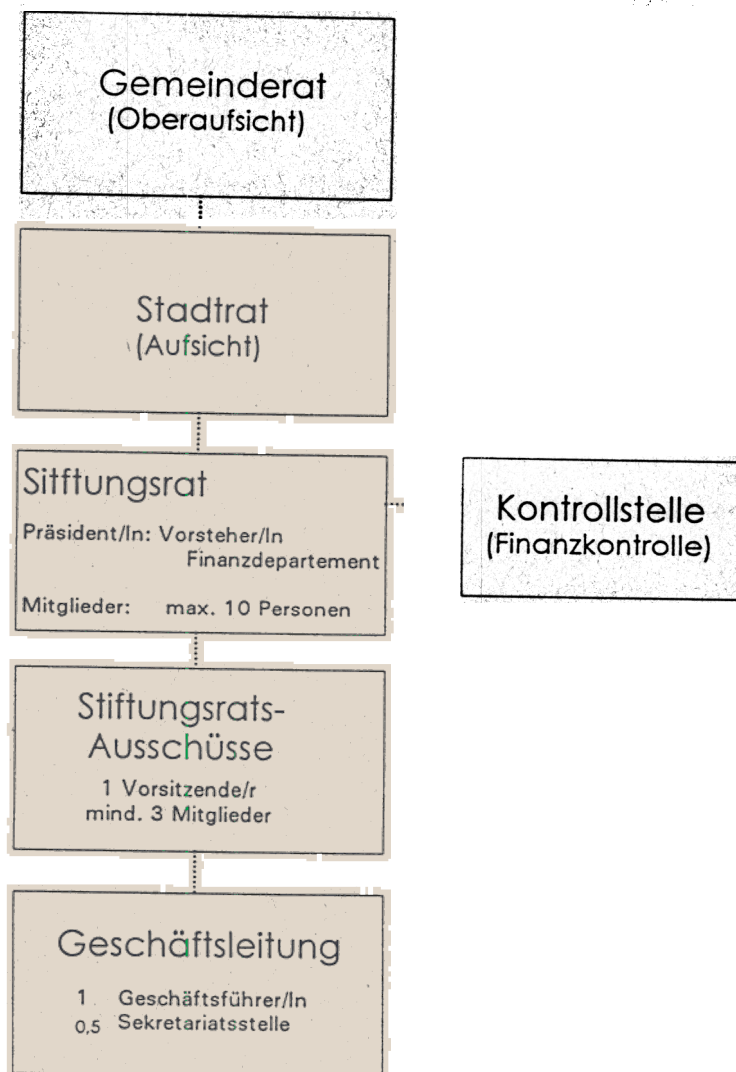 Gemeinderat
(Oberaufsicht)
Stadtrat
(Aufsicht)
Sitftungsrat
Präsident/In: Vorsteher/In
Finanzdepartement
Mitglieder: max. 10 Personen
Kontrollstelle
(Finanzkontrolle)
Stiftungsrats-
Ausschüsse
1 Vorsitzende/r
mind. 3 Mitglieder
Geschäftsleitung
1 Geschäftsführer/In
0,5 Sekretariatsstelle